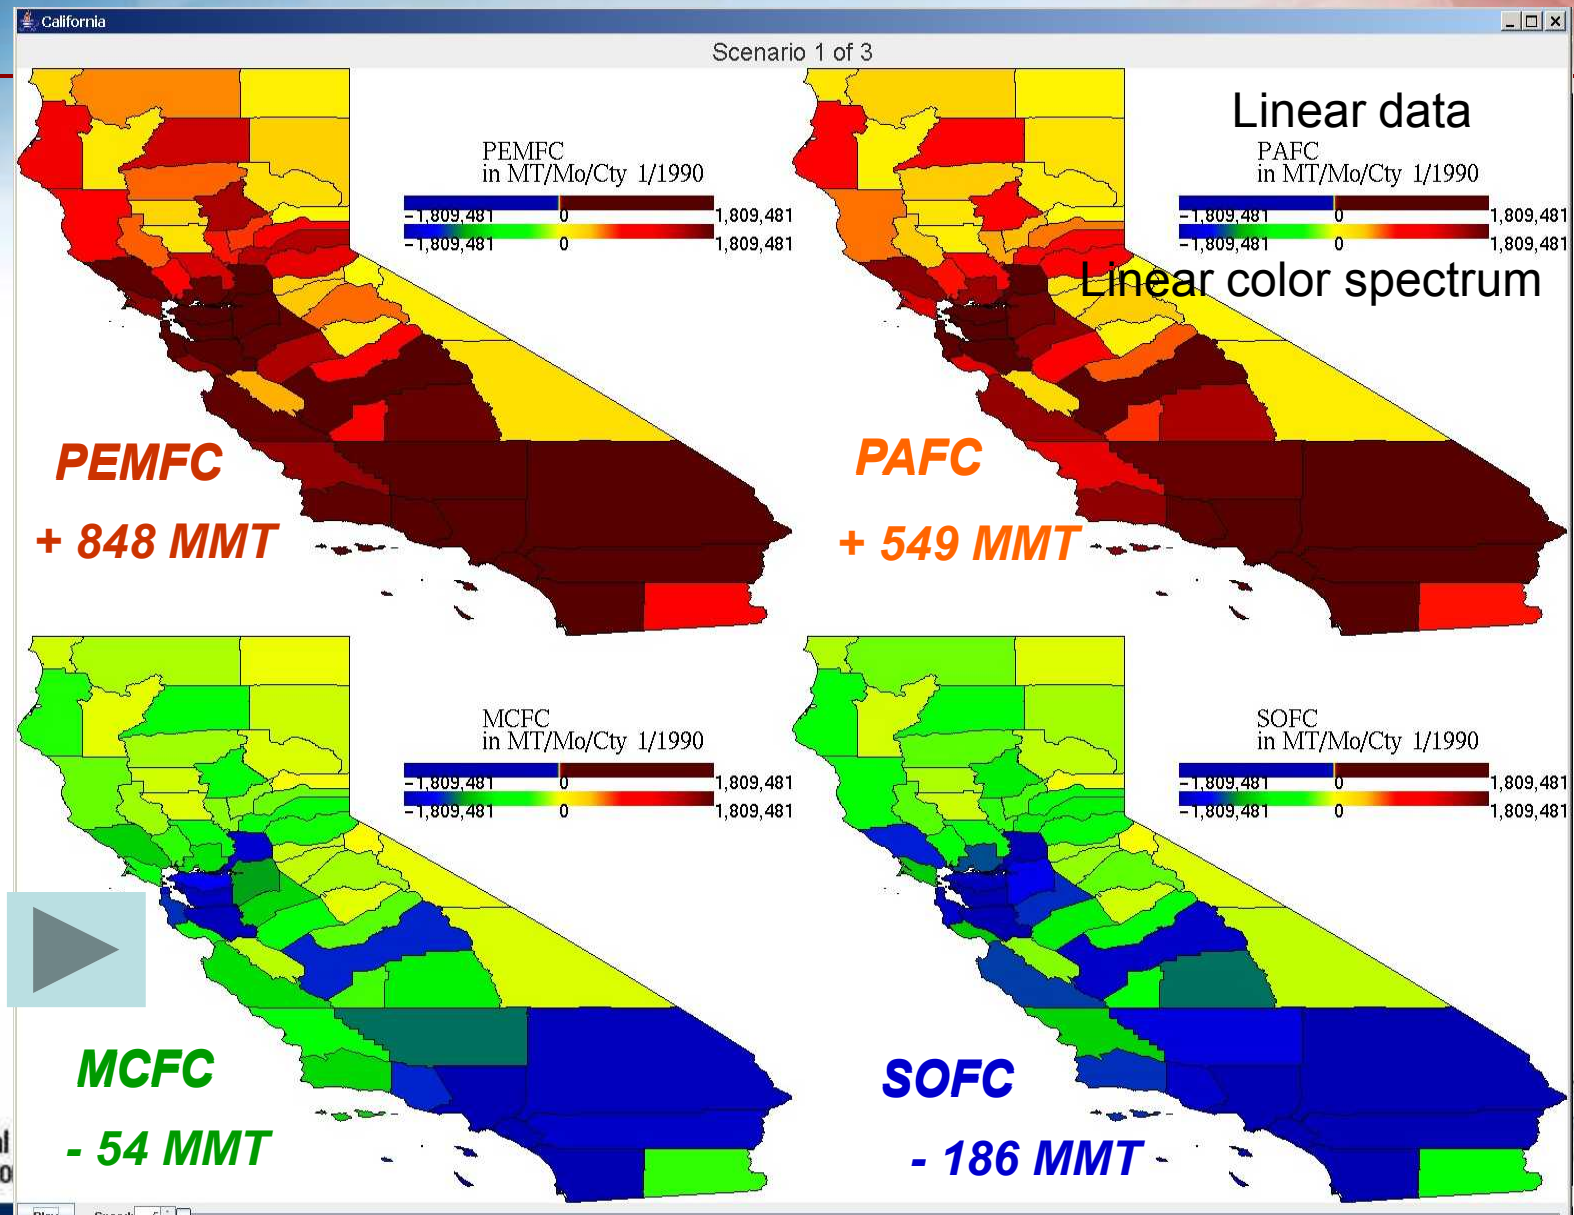 California
Scenario 1 of 3
PEMFC
in MT/Mo/Cty 1/1990
-1,809,481 0 1,809,481
-1,809,481 0 1,809,481
PEMFC
+ 848 MMT
Linear data
PAFC
in MT/Mo/Cty 1/1990
-1,809,481 0 1,809,481
-1,809,481 0 1,809,481
Linear color spectrum
PAFC
+ 549 MMT
MCFC
in MT/Mo/Cty 1/1990
-1,809,481 0 1,809,481
-1,809,481 0 1,809,481
MCFC
- 54 MMT
SOFC
in MT/Mo/Cty 1/1990
-1,809,481 0 1,809,481
-1,809,481 0 1,809,481
SOFC
- 186 MMT